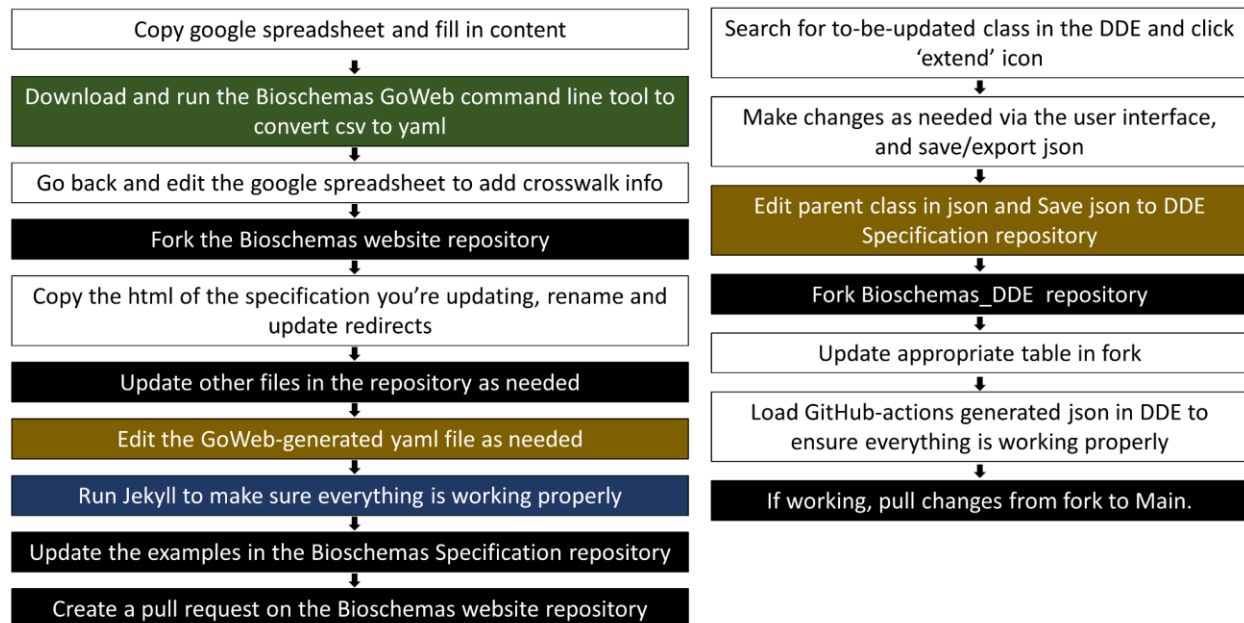 Copy google spreadsheet and fill in content
Download and run the Bioschemas GoWeb command line tool to
convert csv to yaml
Go back and edit the google spreadsheet to add crosswalk info
Fork the Bioschemas website repository
Copy the html of the specification you’re updating, rename and
update redirects
Update other files in the repository as needed
Edit the GoWeb-generated yaml file as needed
Run Jekyll to make sure everything is working properly
Update the examples in the Bioschemas Specification repository
Create a pull request on the Bioschemas website repository
Search for to-be-updated class in the DDE and click
‘extend’ icon
Make changes as needed via the user interface,
and save/export json
Edit parent class in json and Save json to DDE
Specification repository
Fork Bioschemas_DDE repository
Update appropriate table in fork
Load GitHub-actions generated json in DDE to
ensure everything is working properly
If working, pull changes from fork to Main.